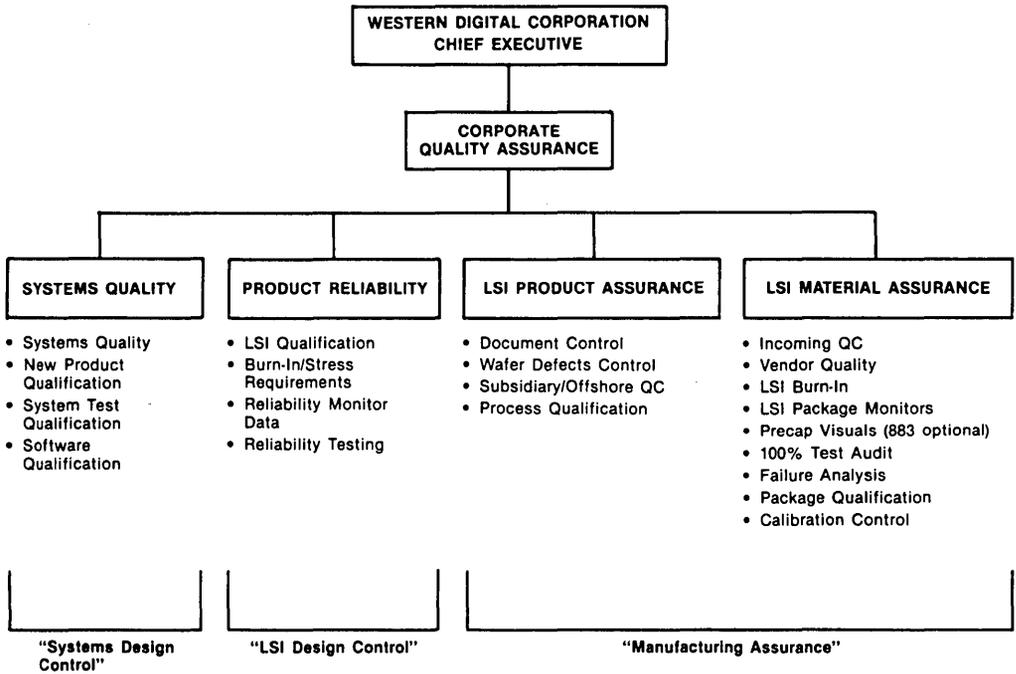 WESTERN DIGITAL CORPORATION
CHIEF EXECUTIVE
CORPORATE
QUALITY ASSURANCE
SYSTEMS QUALITY
• Systems Quality
• New Product
Qualification
• System Test
Qualification
• Software
Qualification
"Systems Design
Control"
PRODUCT RELIABILITY
• LSI Qualification
• Burn-In/Stress
Requirements
• Reliability Monitor
Data
• Reliability Testing
"LSI Design Control"
LSI PRODUCT ASSURANCE
• Document Control
• Wafer Defects Control
• Subsidiary/Offshore QC
• Process Qualification
LSI MATERIAL ASSURANCE
• Incoming QC
• Vendor Quality
• LSI Burn-In
• LSI Package Monitors
• Precap Visuals (883 optional)
• 100% Test Audit
• Failure Analysis
• Package Qualification
• Calibration Control
"Manufacturing Assurance"